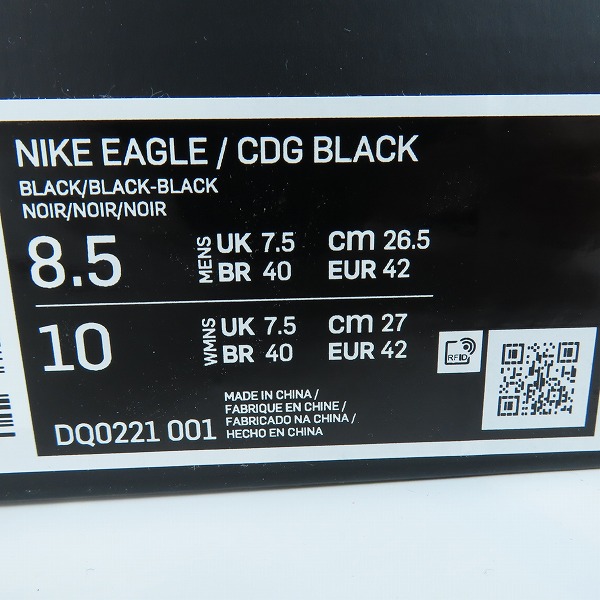 NIKE EAGLE / CDG BLACK
BLACK/BLACK-BLACK
NOIR/NOIR/NOIR
8.5 MENS UK 7.5 cm 26.5
BR 40 EUR 42
10 WMNS UK 7.5 cm 27
BR 40 EUR 42
RFID
DQ0221 001
MADE IN CHINA /
FABRIQUE EN CHINE /
FABRICADO NA CHINA /
HECHO EN CHINA